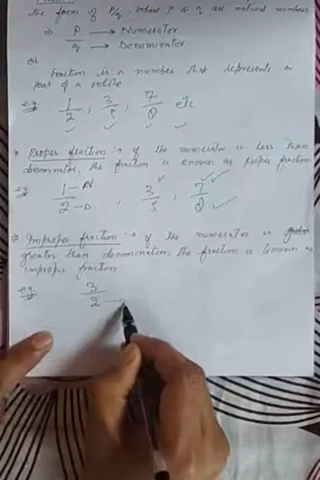 the form of P/q, where P & q are natural numbers
⇒ P → Numerator
q → Denominator
or
Fraction is a number that represents a
part of a whole
e.g 1/2, 3/5, 7/8 etc
Proper fraction :→ if the numerator is less than
denominator, the fraction is known as proper fraction
e.g 1/2 -N -D, 3/5, 7/8
Improper fraction :→ if the numerator is
greater than denominator, the fraction is known as
improper fraction
e.g. 3/2